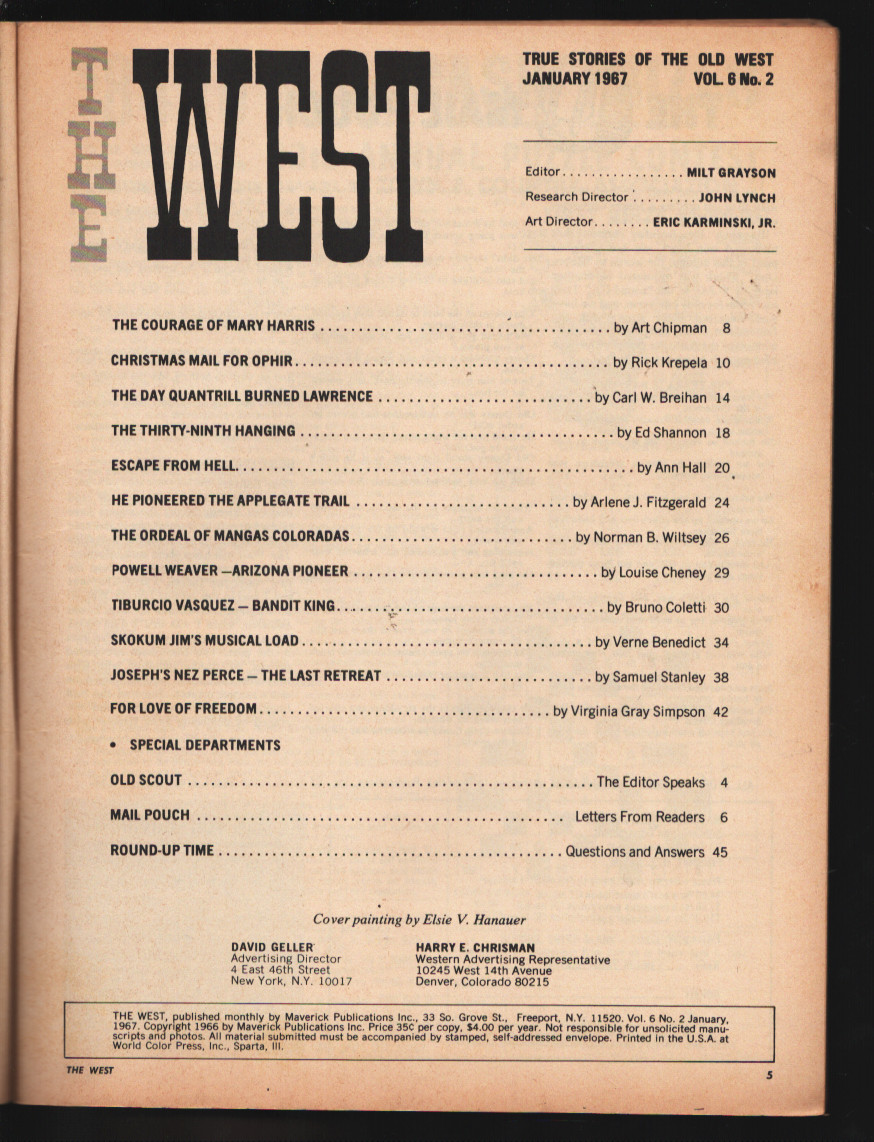 THE WEST
TRUE STORIES OF THE OLD WEST
JANUARY 1967 VOL. 6 No. 2
Editor................. MILT GRAYSON
Research Director......... JOHN LYNCH
Art Director........ ERIC KARMINSKI, JR.
THE COURAGE OF MARY HARRIS ...................................... by Art Chipman 8
CHRISTMAS MAIL FOR OPHIR......................................... by Rick Krepela 10
THE DAY QUANTRILL BURNED LAWRENCE ............................ by Carl W. Breihan 14
THE THIRTY-NINTH HANGING ......................................... by Ed Shannon 18
ESCAPE FROM HELL.................................................... by Ann Hall 20
HE PIONEERED THE APPLEGATE TRAIL ............................ by Arlene J. Fitzgerald 24
THE ORDEAL OF MANGAS COLORADAS............................. by Norman B. Wiltsey 26
POWELL WEAVER —ARIZONA PIONEER ................................ by Louise Cheney 29
TIBURCIO VASQUEZ — BANDIT KING................................... by Bruno Coletti 30
SKOKUM JIM'S MUSICAL LOAD...................................... by Verne Benedict 34
JOSEPH'S NEZ PERCE — THE LAST RETREAT ........................... by Samuel Stanley 38
FOR LOVE OF FREEDOM...................................... by Virginia Gray Simpson 42
• SPECIAL DEPARTMENTS
OLD SCOUT ..................................................... The Editor Speaks 4
MAIL POUCH ................................................ Letters From Readers 6
ROUND-UP TIME ............................................. Questions and Answers 45
Cover painting by Elsie V. Hanauer
DAVID GELLER
Advertising Director
4 East 46th Street
New York, N.Y. 10017
HARRY E. CHRISMAN
Western Advertising Representative
10245 West 14th Avenue
Denver, Colorado 80215
THE WEST, published monthly by Maverick Publications Inc., 33 So. Grove St., Freeport, N.Y. 11520. Vol. 6 No. 2 January,
1967. Copyright 1966 by Maverick Publications Inc. Price 35C per copy, $4.00 per year. Not responsible for unsolicited manu-
scripts and photos. All material submitted must be accompanied by stamped, self-addressed envelope. Printed in the U.S.A. at
World Color Press, Inc., Sparta, Ill.
THE WEST 5